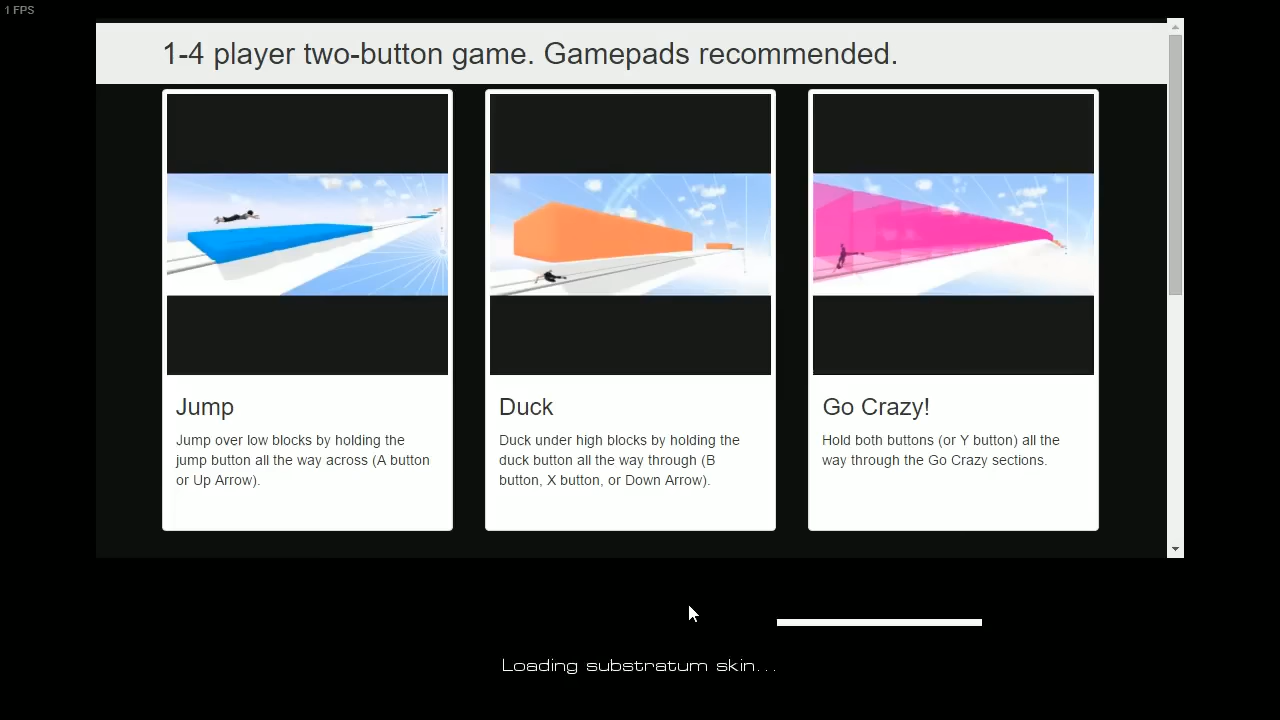 1 FPS
1-4 player two-button game. Gamepads recommended.
Jump
Jump over low blocks by holding the
jump button all the way across (A button
or Up Arrow).
Duck
Duck under high blocks by holding the
duck button all the way through (B
button, X button, or Down Arrow).
Go Crazy!
Hold both buttons (or Y button) all the
way through the Go Crazy sections.
Loading substratum skin...